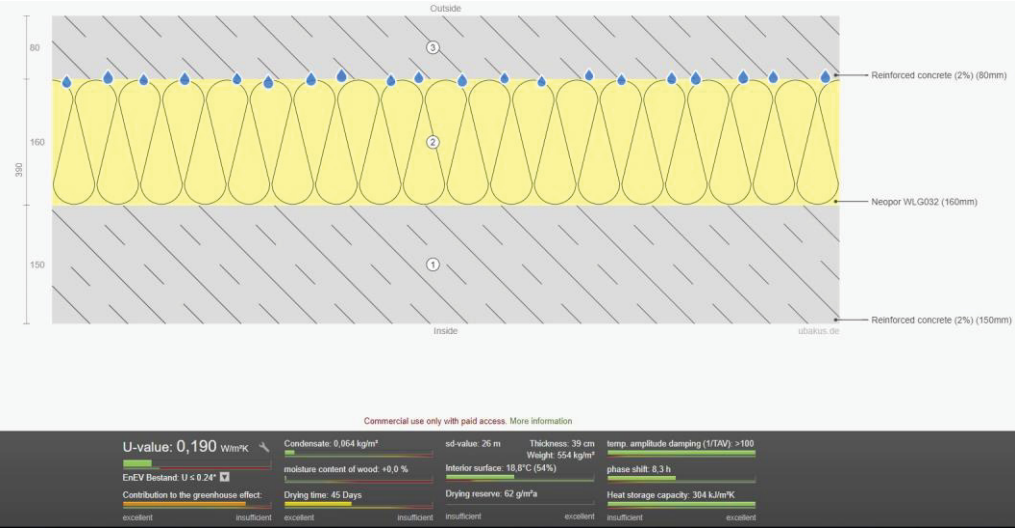 Outside
80
3
Reinforced concrete (2%) (80mm)
390
160
2
Neopor WLG032 (160mm)
150
1
Reinforced concrete (2%) (150mm)
Inside
ubakus.de
Commercial use only with paid access. More information
U-value: 0,190 W/m²K
EnEV Bestand: U ≤ 0.24*
Contribution to the greenhouse effect:
excellent insufficient
Condensate: 0,064 kg/m²
moisture content of wood: +0,0 %
Drying time: 45 Days
excellent insufficient
sd-value: 26 m Thickness: 39 cm
Weight: 554 kg/m²
Interior surface: 18,8°C (54%)
Drying reserve: 62 g/m²a
insufficient excellent
temp. amplitude damping (1/TAV): >100
phase shift: 8,3 h
Heat storage capacity: 304 kJ/m²K
insufficient excellent